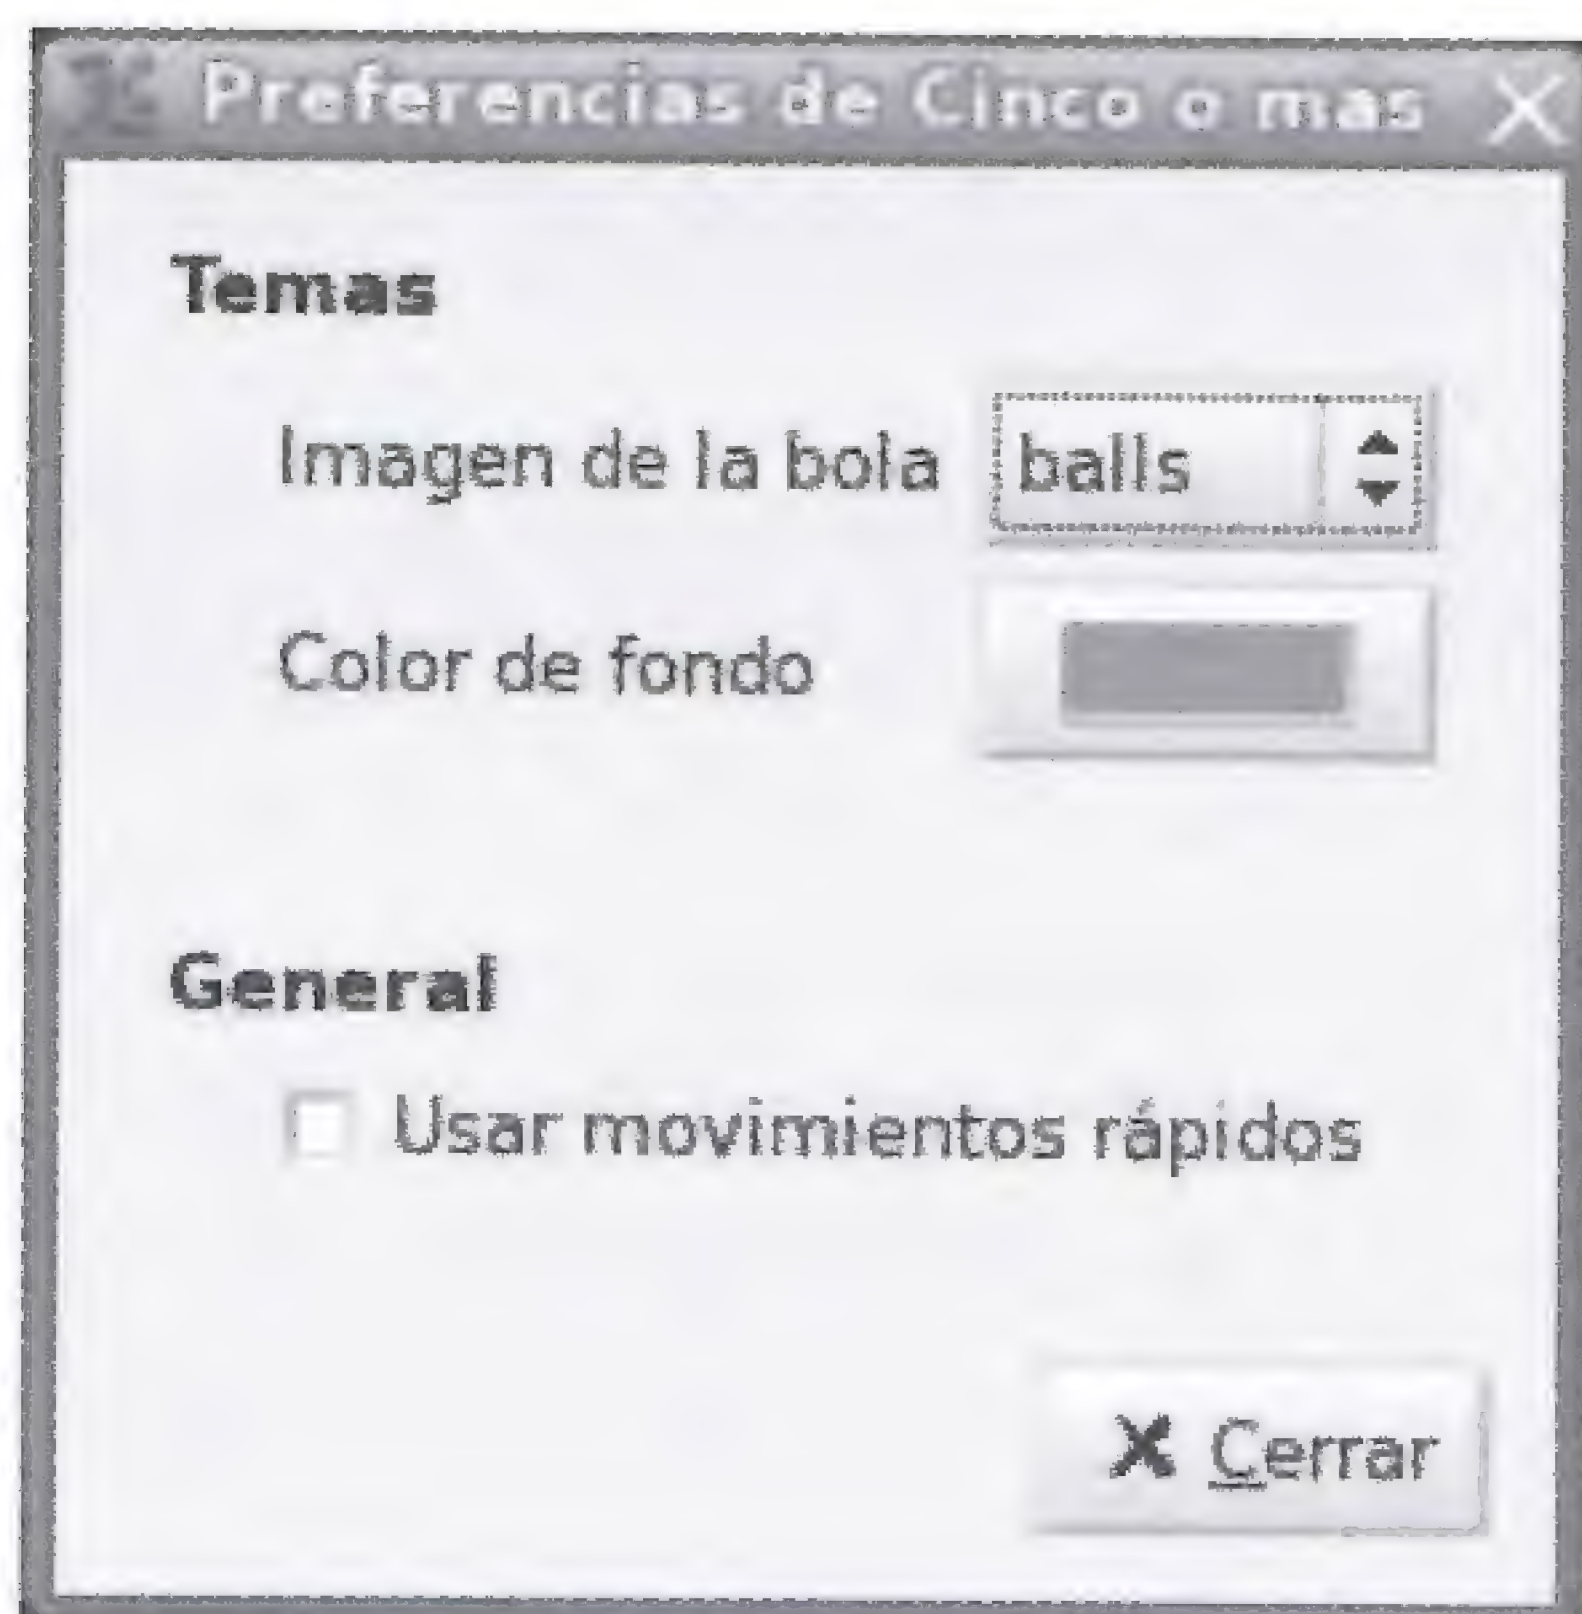 Preferencias de Cinco o mas
Temas
Imagen de la bola balls
Color de fondo
General
Usar movimientos rápidos
Cerrar